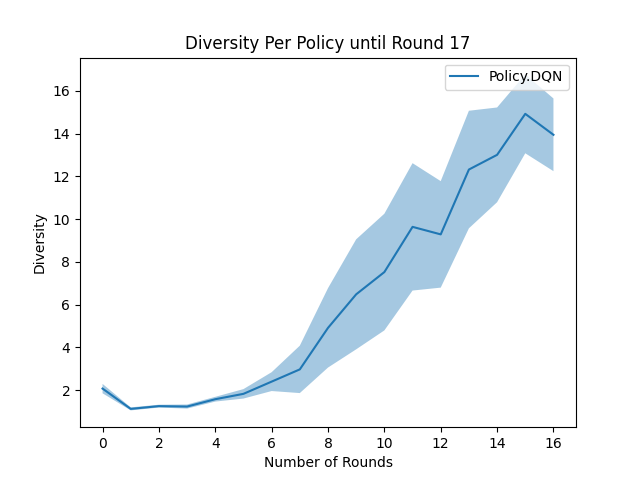 Diversity Per Policy until Round 17
Policy.DQN
16
14
12
10
8
6
4
2
Diversity
0 2 4 6 8 10 12 14 16
Number of Rounds